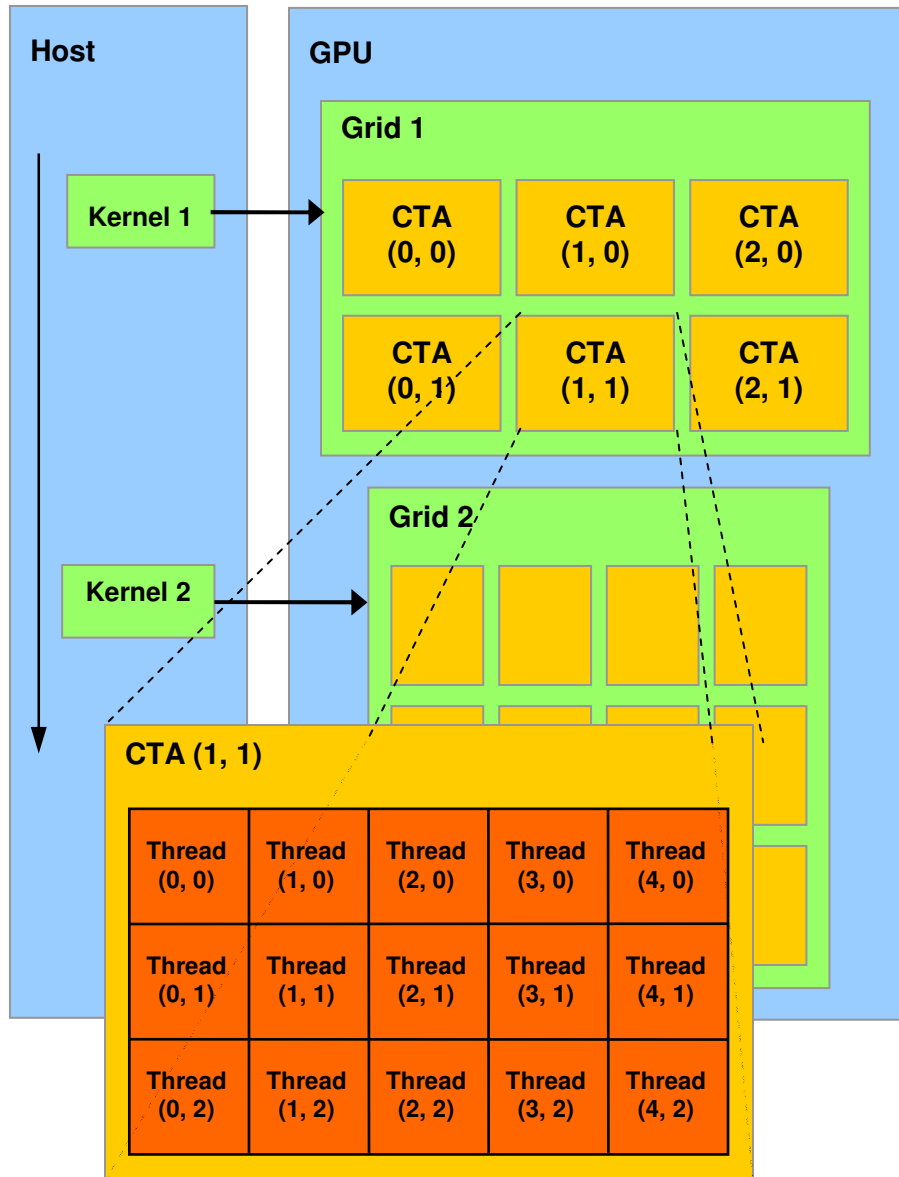 Host
GPU
Grid 1
Kernel 1
CTA
(0, 0)
CTA
(1, 0)
CTA
(2, 0)
CTA
(0, 1)
CTA
(1, 1)
CTA
(2, 1)
Grid 2
Kernel 2
CTA (1, 1)
Thread
(0, 0)
Thread
(1, 0)
Thread
(2, 0)
Thread
(3, 0)
Thread
(4, 0)
Thread
(0, 1)
Thread
(1, 1)
Thread
(2, 1)
Thread
(3, 1)
Thread
(4, 1)
Thread
(0, 2)
Thread
(1, 2)
Thread
(2, 2)
Thread
(3, 2)
Thread
(4, 2)